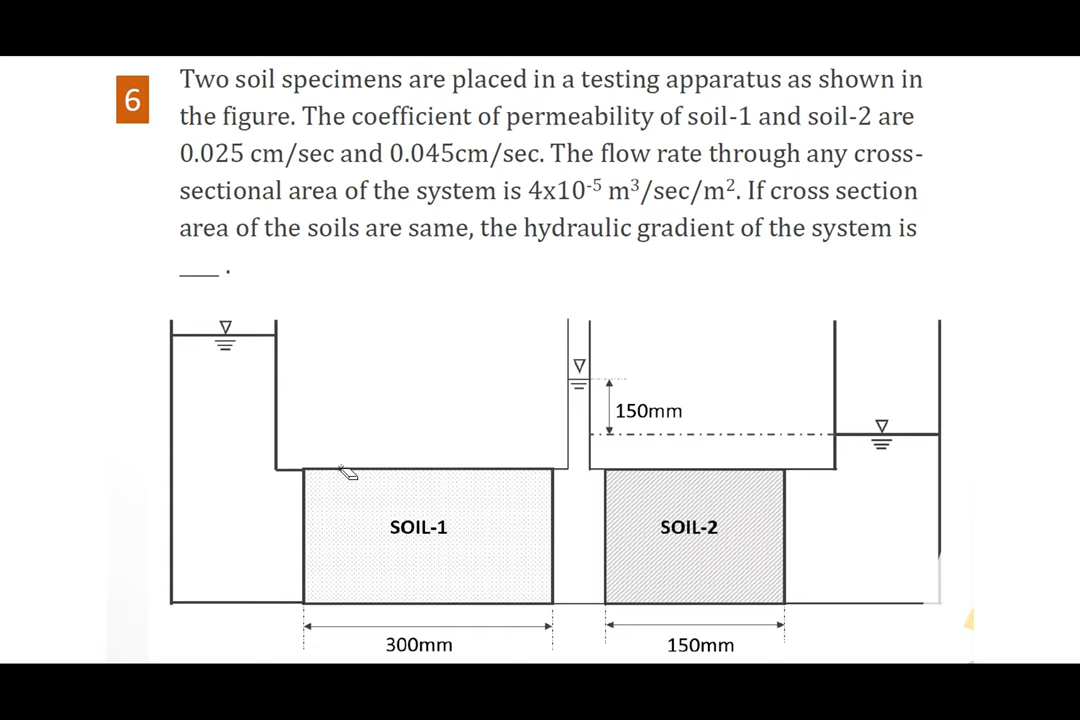 6
Two soil specimens are placed in a testing apparatus as shown in
the figure. The coefficient of permeability of soil-1 and soil-2 are
0.025 cm/sec and 0.045cm/sec. The flow rate through any cross-
sectional area of the system is 4x10⁻⁵ m³/sec/m². If cross section
area of the soils are same, the hydraulic gradient of the system is
____ .
150mm
SOIL-1
SOIL-2
300mm
150mm